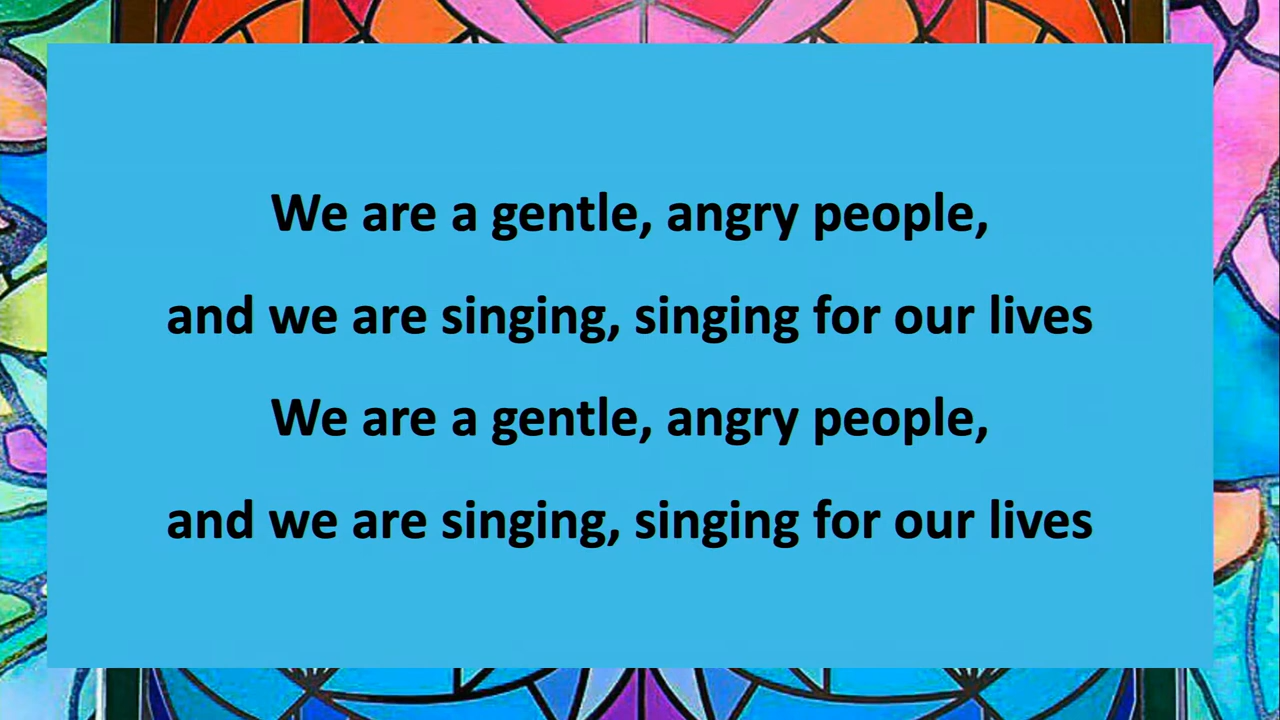 We are a gentle, angry people,
and we are singing, singing for our lives
We are a gentle, angry people,
and we are singing, singing for our lives